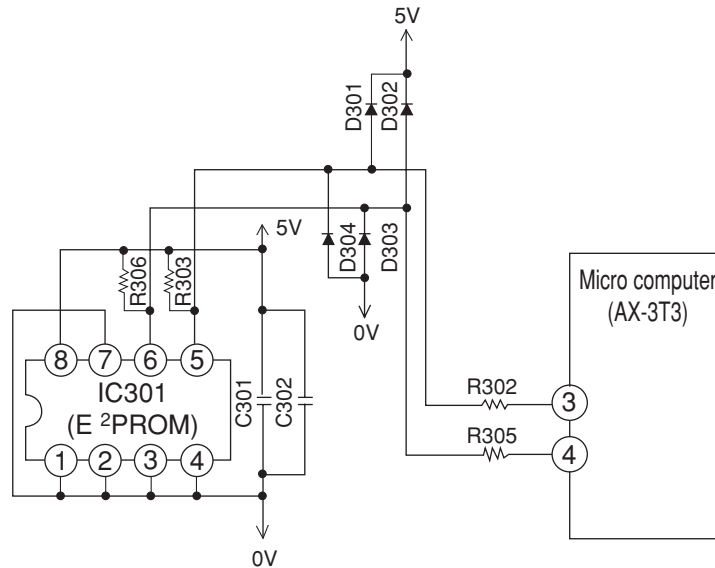 5V
D301
D302
D304
D303
5V
0V
R306
R303
Micro computer
(AX-3T3)
8
7
6
5
IC301
(E ²PROM)
C301
C302
R302
3
R305
4
1
2
3
4
0V